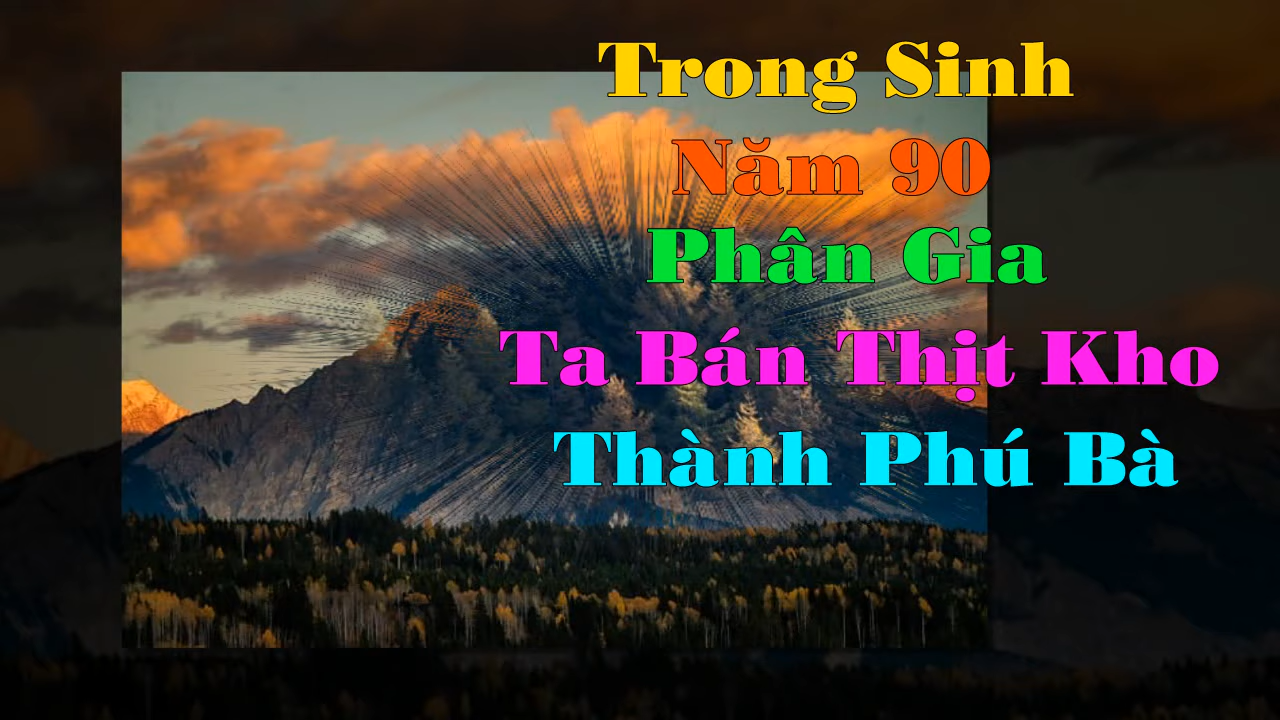 Trong Sinh
Năm 90
Phân Gia
Ta Bán Thịt Kho
Thành Phú Bà